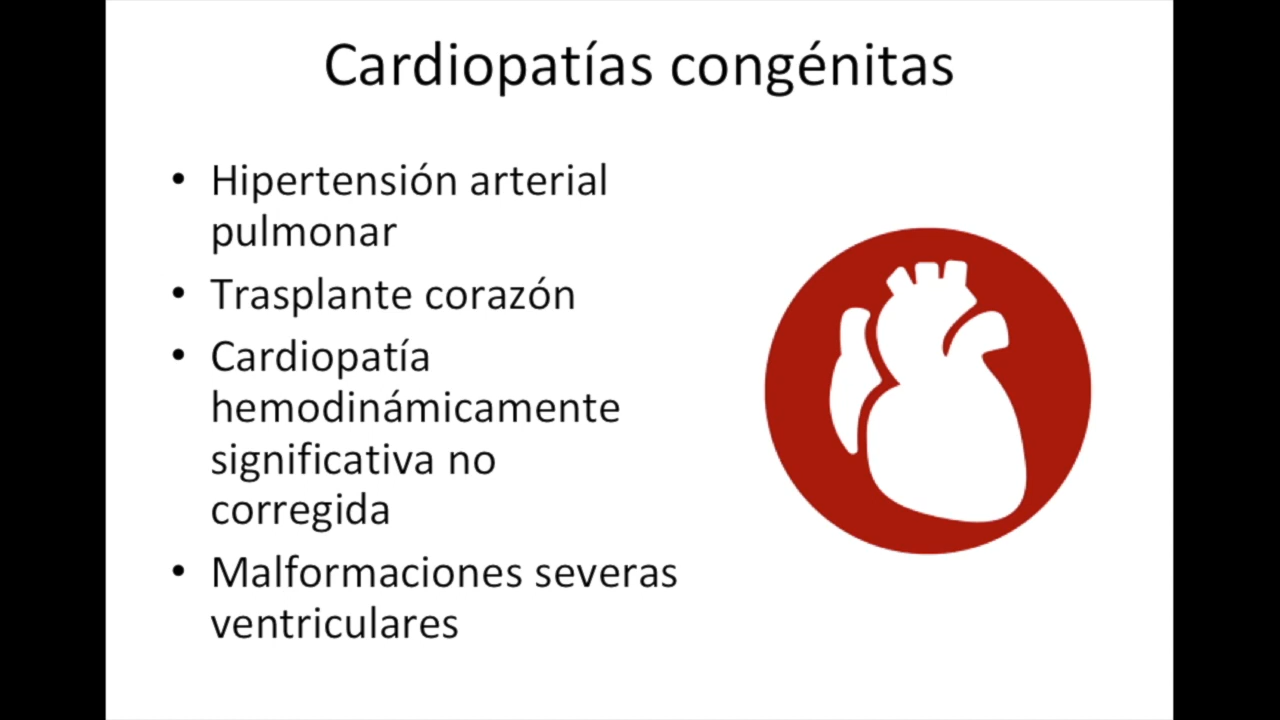 Cardiopatías congénitas
• Hipertensión arterial
pulmonar
• Trasplante corazón
• Cardiopatía
hemodinámicamente
significativa no
corregida
• Malformaciones severas
ventriculares